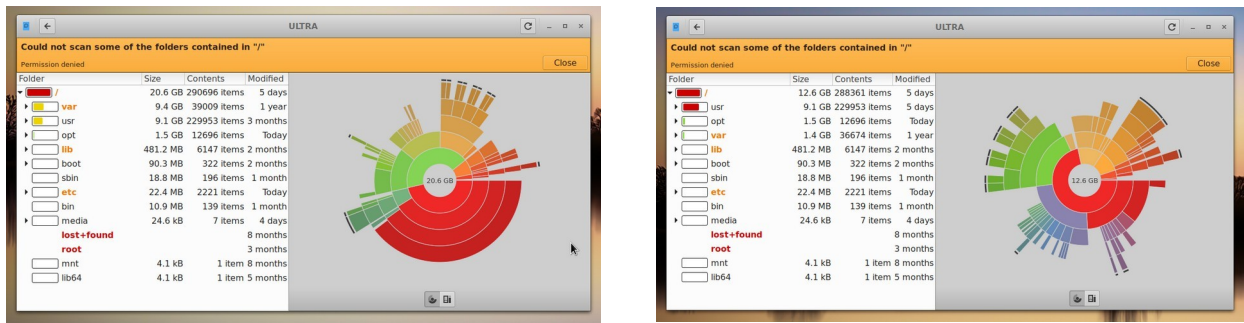 ULTRA
Could not scan some of the folders contained in "/"
Permission denied
Close
Folder Size Contents Modified
/ 20.6 GB 290696 items 5 days
var 9.4 GB 39009 items 1 year
usr 9.1 GB 229953 items 3 months
opt 1.5 GB 12696 items Today
lib 481.2 MB 6147 items 2 months
boot 90.3 MB 322 items 2 months
sbin 18.8 MB 196 items 1 month
etc 22.4 MB 2221 items Today
bin 10.9 MB 139 items 1 month
media 24.6 kB 7 items 4 days
lost+found 8 months
root 3 months
mnt 4.1 kB 1 item 8 months
lib64 4.1 kB 1 item 5 months
20.6 GB
ULTRA
Could not scan some of the folders contained in "/"
Permission denied
Close
Folder Size Contents Modified
/ 12.6 GB 288361 items 5 days
usr 9.1 GB 229953 items 5 days
opt 1.5 GB 12696 items Today
var 1.4 GB 36674 items 1 year
lib 481.2 MB 6147 items 2 months
boot 90.3 MB 322 items 2 months
sbin 18.8 MB 196 items 1 month
etc 22.4 MB 2221 items Today
bin 10.9 MB 139 items 1 month
media 24.6 kB 7 items 4 days
lost+found 8 months
root 3 months
mnt 4.1 kB 1 item 8 months
lib64 4.1 kB 1 item 5 months
12.6 GB